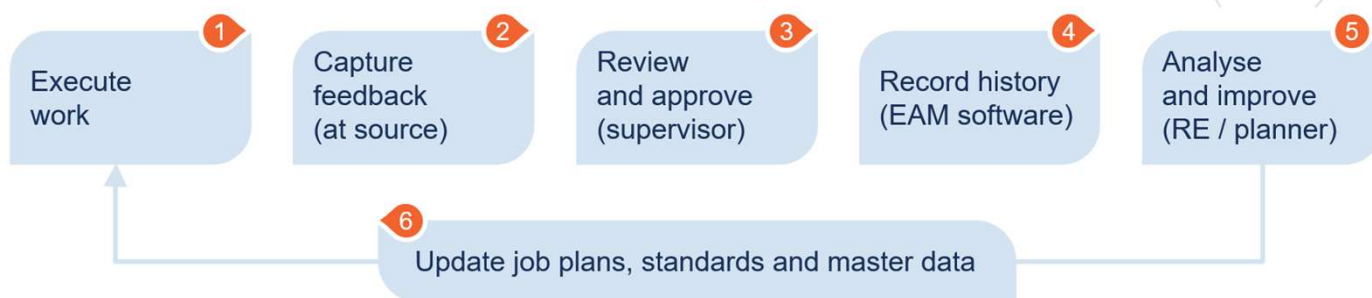 1
Execute
work
2
Capture
feedback
(at source)
3
Review
and approve
(supervisor)
4
Record history
(EAM software)
5
Analyse
and improve
(RE / planner)
6
Update job plans, standards and master data